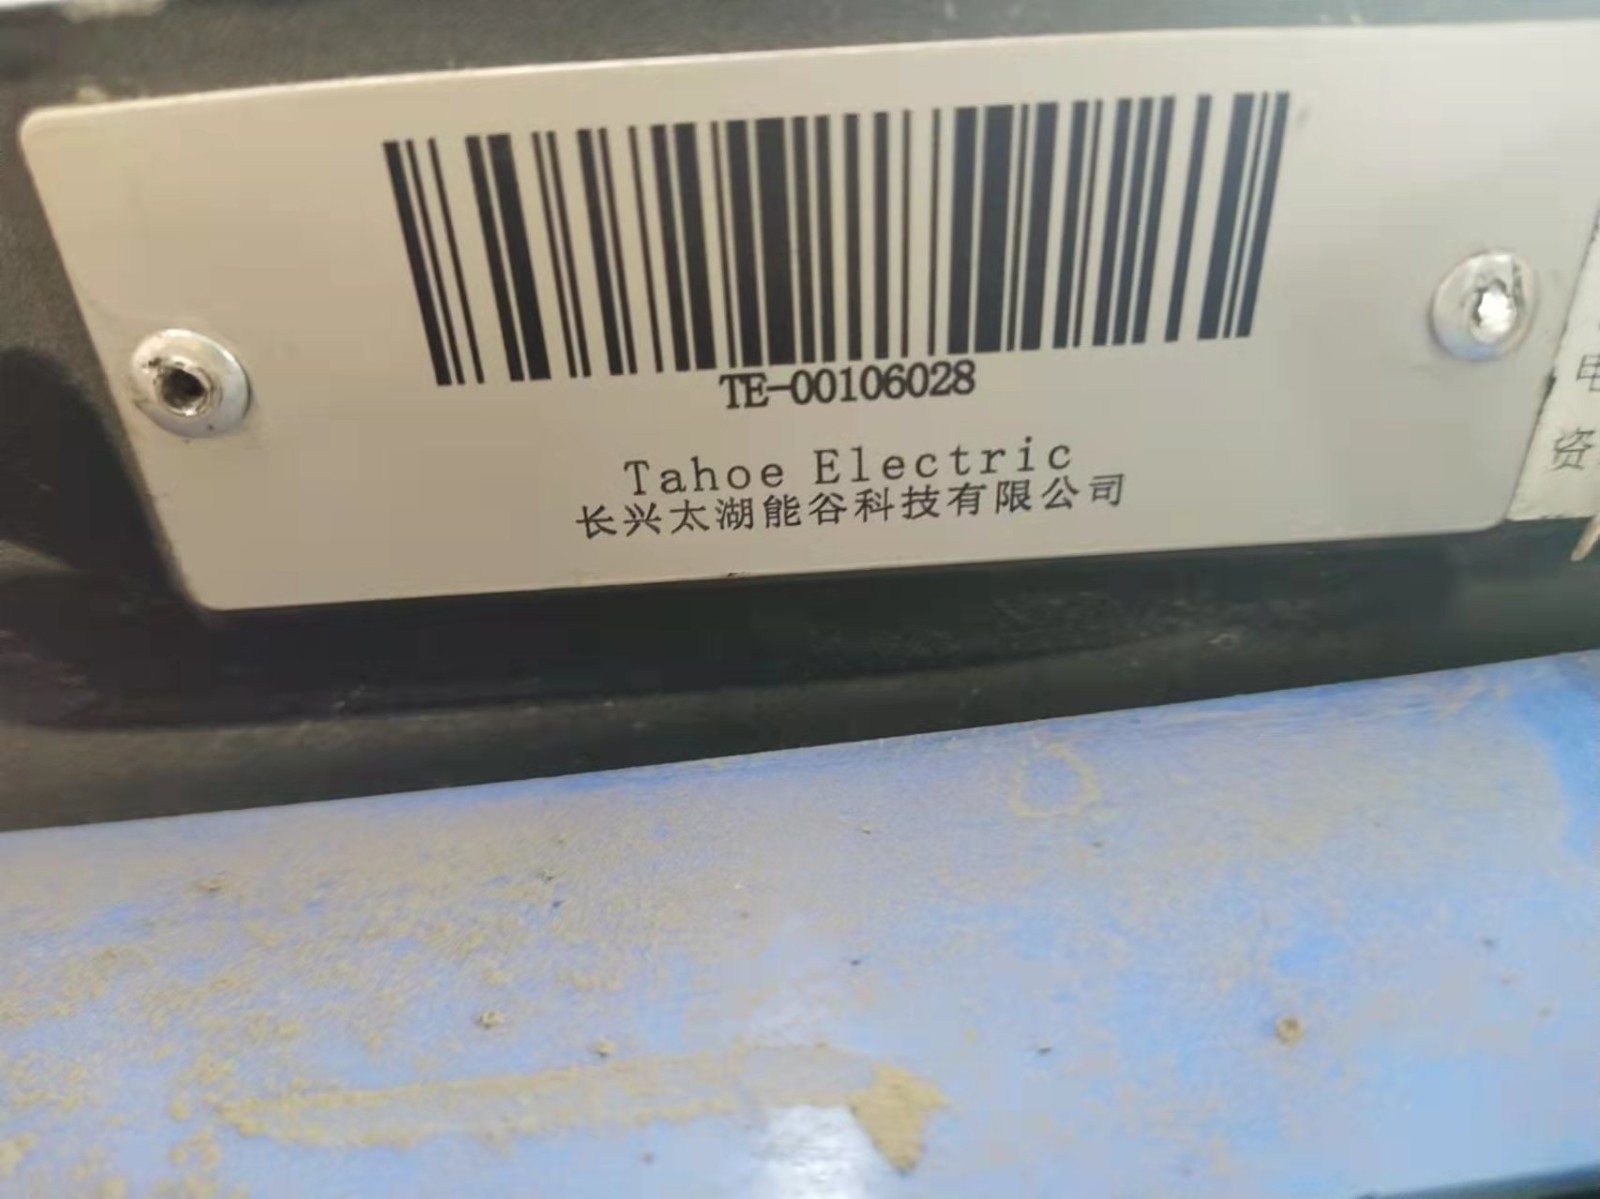 TE-00106028
Tahoe Electric
长兴太湖能谷科技有限公司
电
资